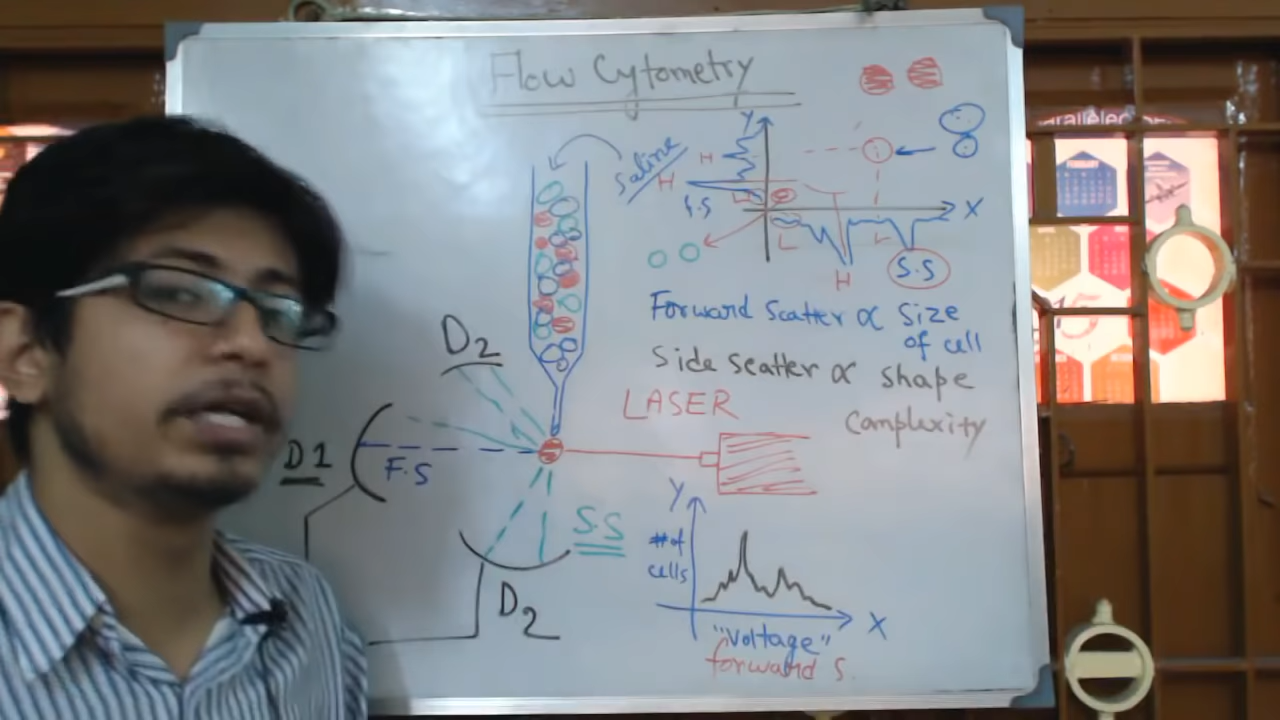 Flow Cytometry
Saline
Y
H
H
L
F.S
X
L
L
H
S.S
Forward Scatter ∝ Size
of cell
Side scatter ∝ shape
complexity
LASER
D2
D1
F.S
S.S
D2
Y
# of
cells
X
"Voltage"
forward S.
15